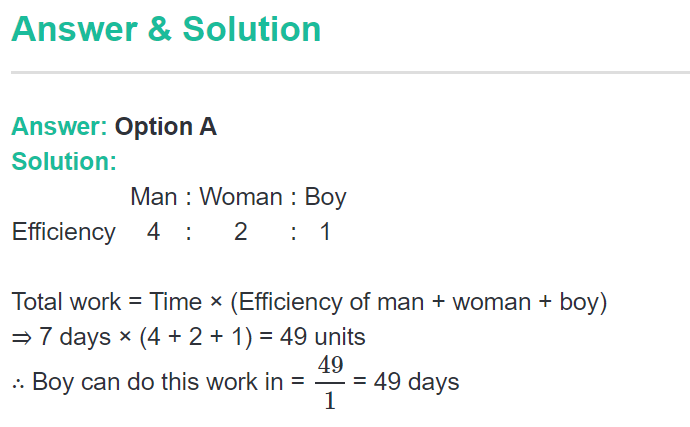 Answer & Solution
Answer: Option A
Solution:
Man : Woman : Boy
Efficiency 4 : 2 : 1
Total work = Time × (Efficiency of man + woman + boy)
⇒ 7 days × (4 + 2 + 1) = 49 units
∴ Boy can do this work in = 49/1 = 49 days